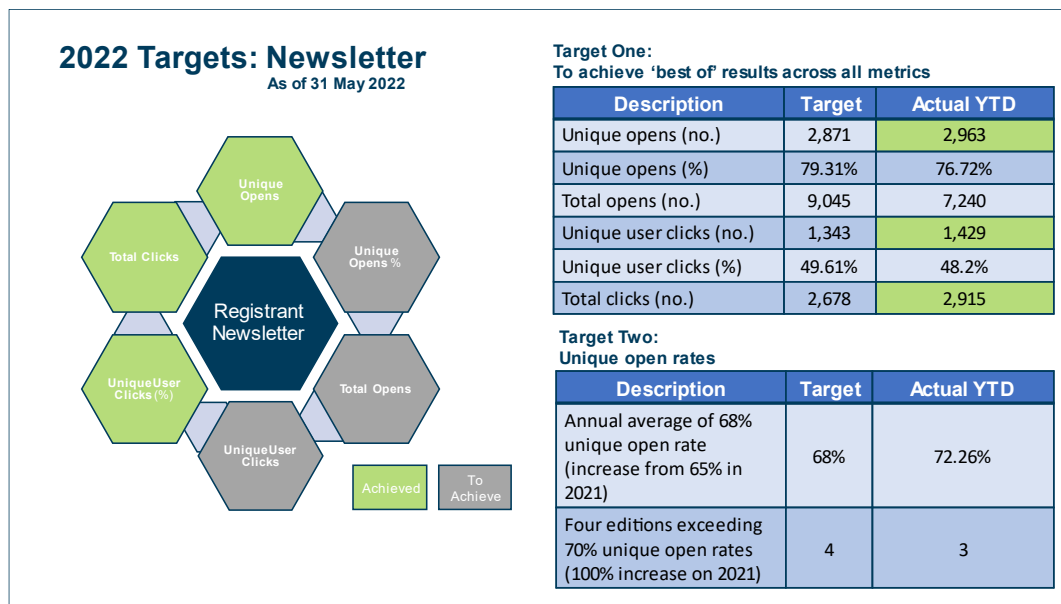 2022 Targets: Newsletter
As of 31 May 2022
Unique
Opens
Total Clicks
Unique
Opens %
Registrant
Newsletter
UniqueUser
Clicks (%)
Total Opens
UniqueUser
Clicks
Achieved
To
Achieve
Target One:
To achieve ‘best of’ results across all metrics
Description Target Actual YTD
Unique opens (no.) 2,871 2,963
Unique opens (%) 79.31% 76.72%
Total opens (no.) 9,045 7,240
Unique user clicks (no.) 1,343 1,429
Unique user clicks (%) 49.61% 48.2%
Total clicks (no.) 2,678 2,915
Target Two:
Unique open rates
Description Target Actual YTD
Annual average of 68%
unique open rate
(increase from 65% in
2021)
68% 72.26%
Four editions exceeding
70% unique open rates
(100% increase on 2021)
4 3